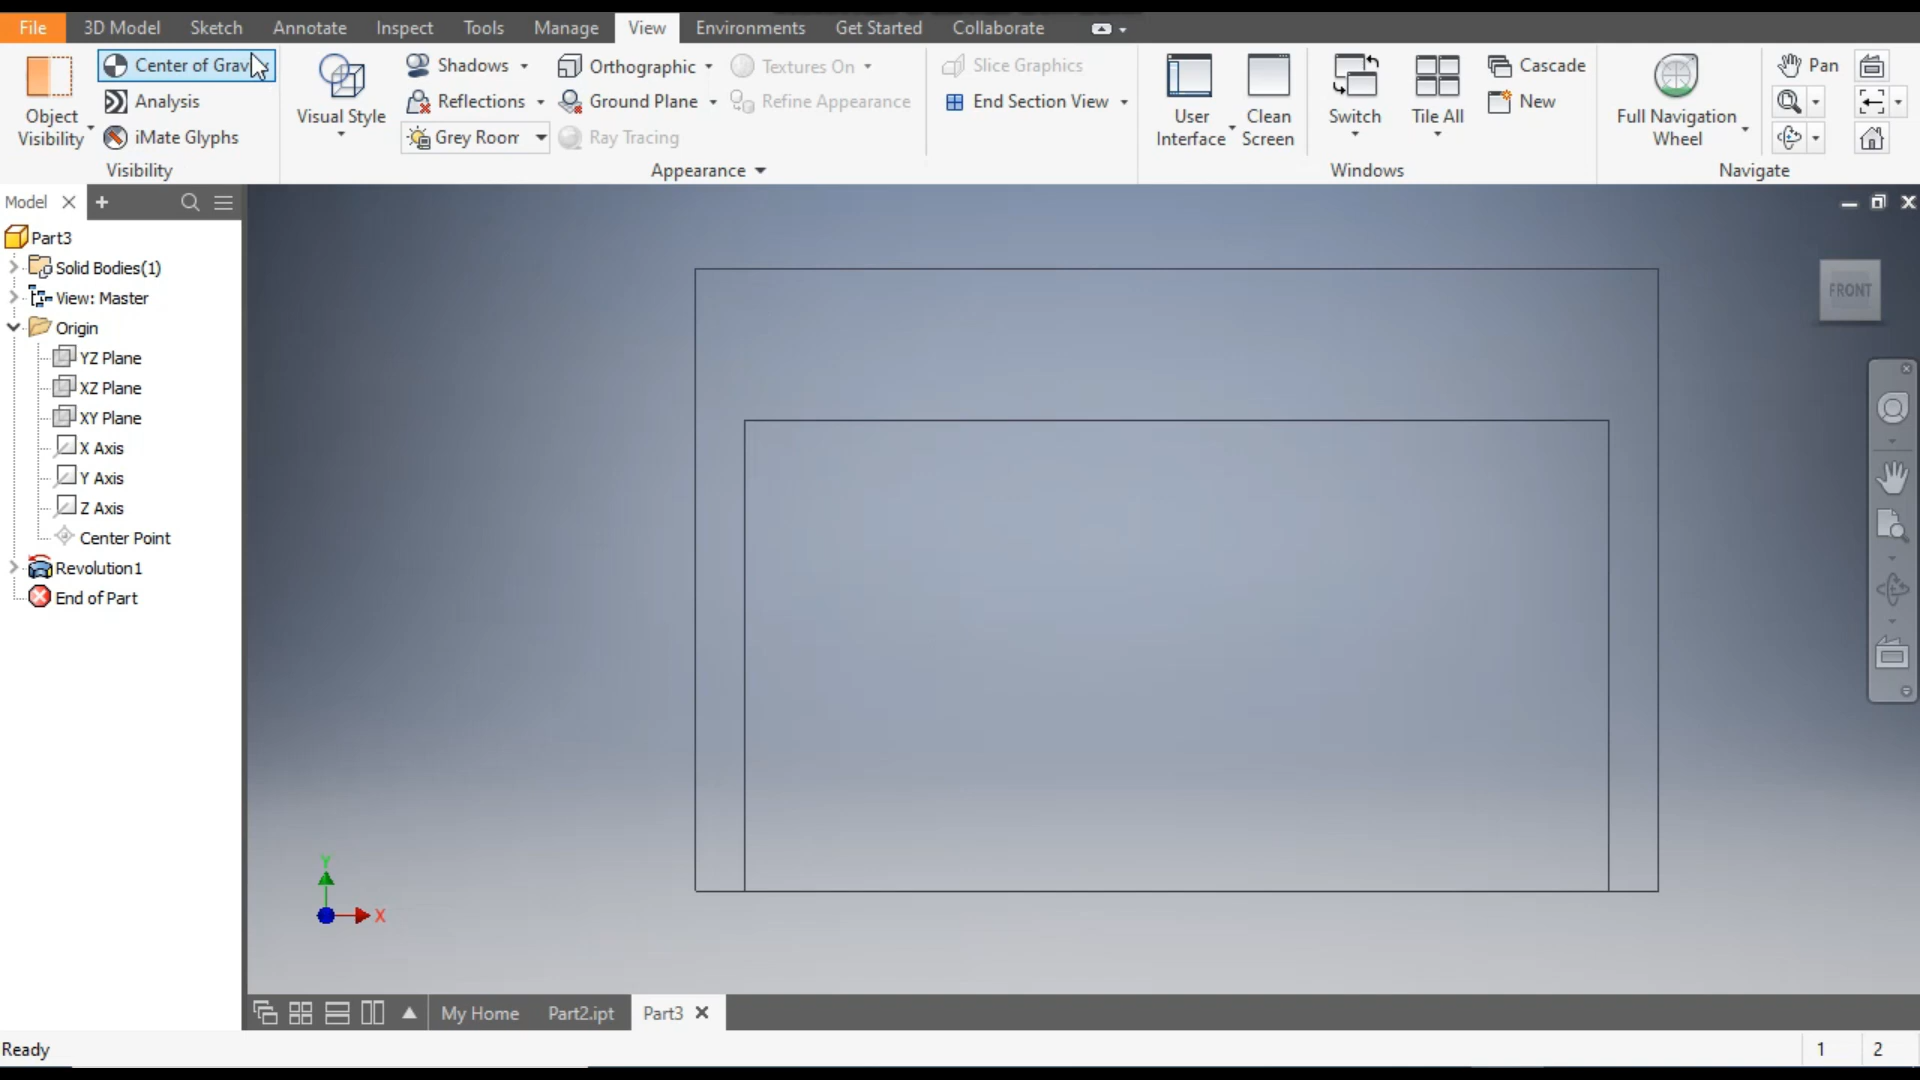 File 3D Model Sketch Annotate Inspect Tools Manage View Environments Get Started Collaborate
Object Visibility
Center of Grav
Analysis
iMate Glyphs
Visibility
Visual Style
Shadows
Reflections
Grey Room
Orthographic
Ground Plane
Ray Tracing
Textures On
Refine Appearance
Appearance
Slice Graphics
End Section View
User Interface
Clean Screen
Switch
Tile All
Cascade
New
Windows
Full Navigation Wheel
Pan
Navigate
Model
Part3
Solid Bodies(1)
View: Master
Origin
YZ Plane
XZ Plane
XY Plane
X Axis
Y Axis
Z Axis
Center Point
Revolution1
End of Part
FRONT
Y
X
My Home Part2.ipt Part3
Ready 1 2